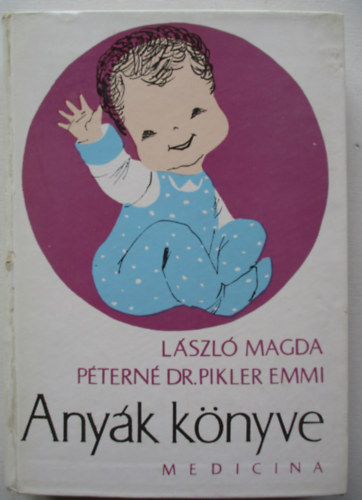 LÁSZLÓ MAGDA
PÉTERNÉ DR. PIKLER EMMI
Anyák könyve
MEDICINA